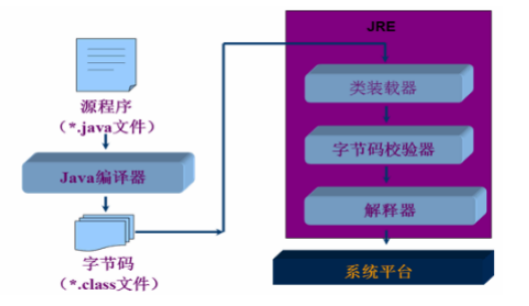 源程序
（*.java文件）
Java编译器
字节码
（*.class文件）
JRE
类装载器
字节码校验器
解释器
系统平台